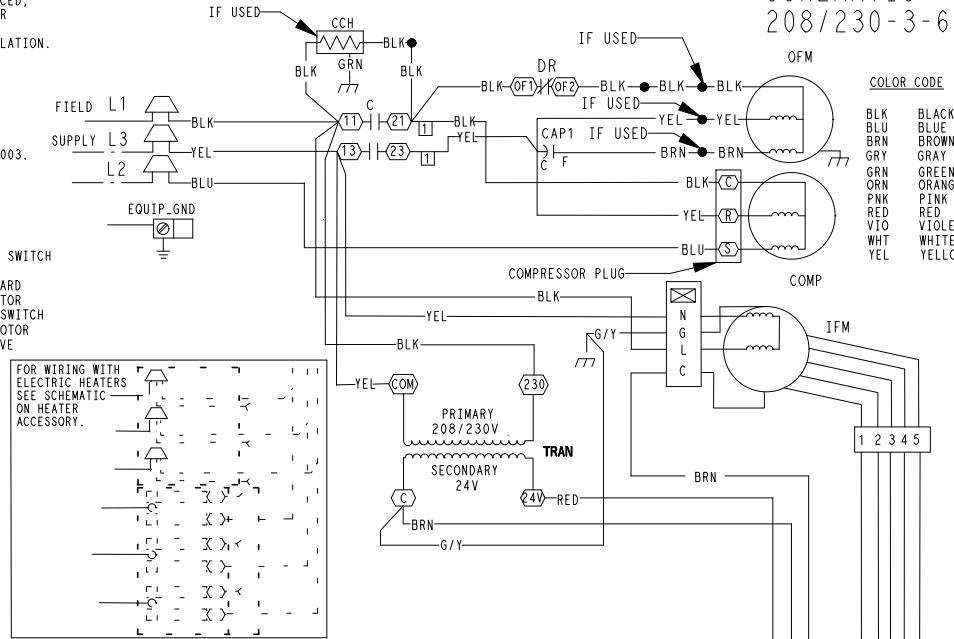 208/230-3-6
LATION.
003.
SWITCH
ARD
TOR
SWITCH
OTOR
VE
IF USED
CCH
BLK
GRN
BLK
BLK
IF USED
DR
OFM
BLK
OF1
OF2
BLK
BLK
BLK
IF USED
YEL
YEL
CAP1
IF USED
C
F
BRN
BRN
COLOR CODE
BLK BLACK
BLU BLUE
BRN BROWN
GRY GRAY
GRN GREEN
ORN ORANG
PNK PINK
RED RED
VIO VIOLE
WHT WHITE
YEL YELLO
FIELD L1
SUPPLY L3
L2
BLK
YEL
BLU
11
C
21
1
BLK
YEL
13
23
1
EQUIP_GND
BLK
C
YEL
R
BLU
S
COMPRESSOR PLUG
COMP
BLK
YEL
BLK
G/Y
N
G
L
C
IFM
1 2 3 4 5
YEL
COM
230
PRIMARY
208/230V
TRAN
SECONDARY
24V
C
24V
RED
BRN
G/Y
BRN
FOR WIRING WITH
ELECTRIC HEATERS
SEE SCHEMATIC
ON HEATER
ACCESSORY.